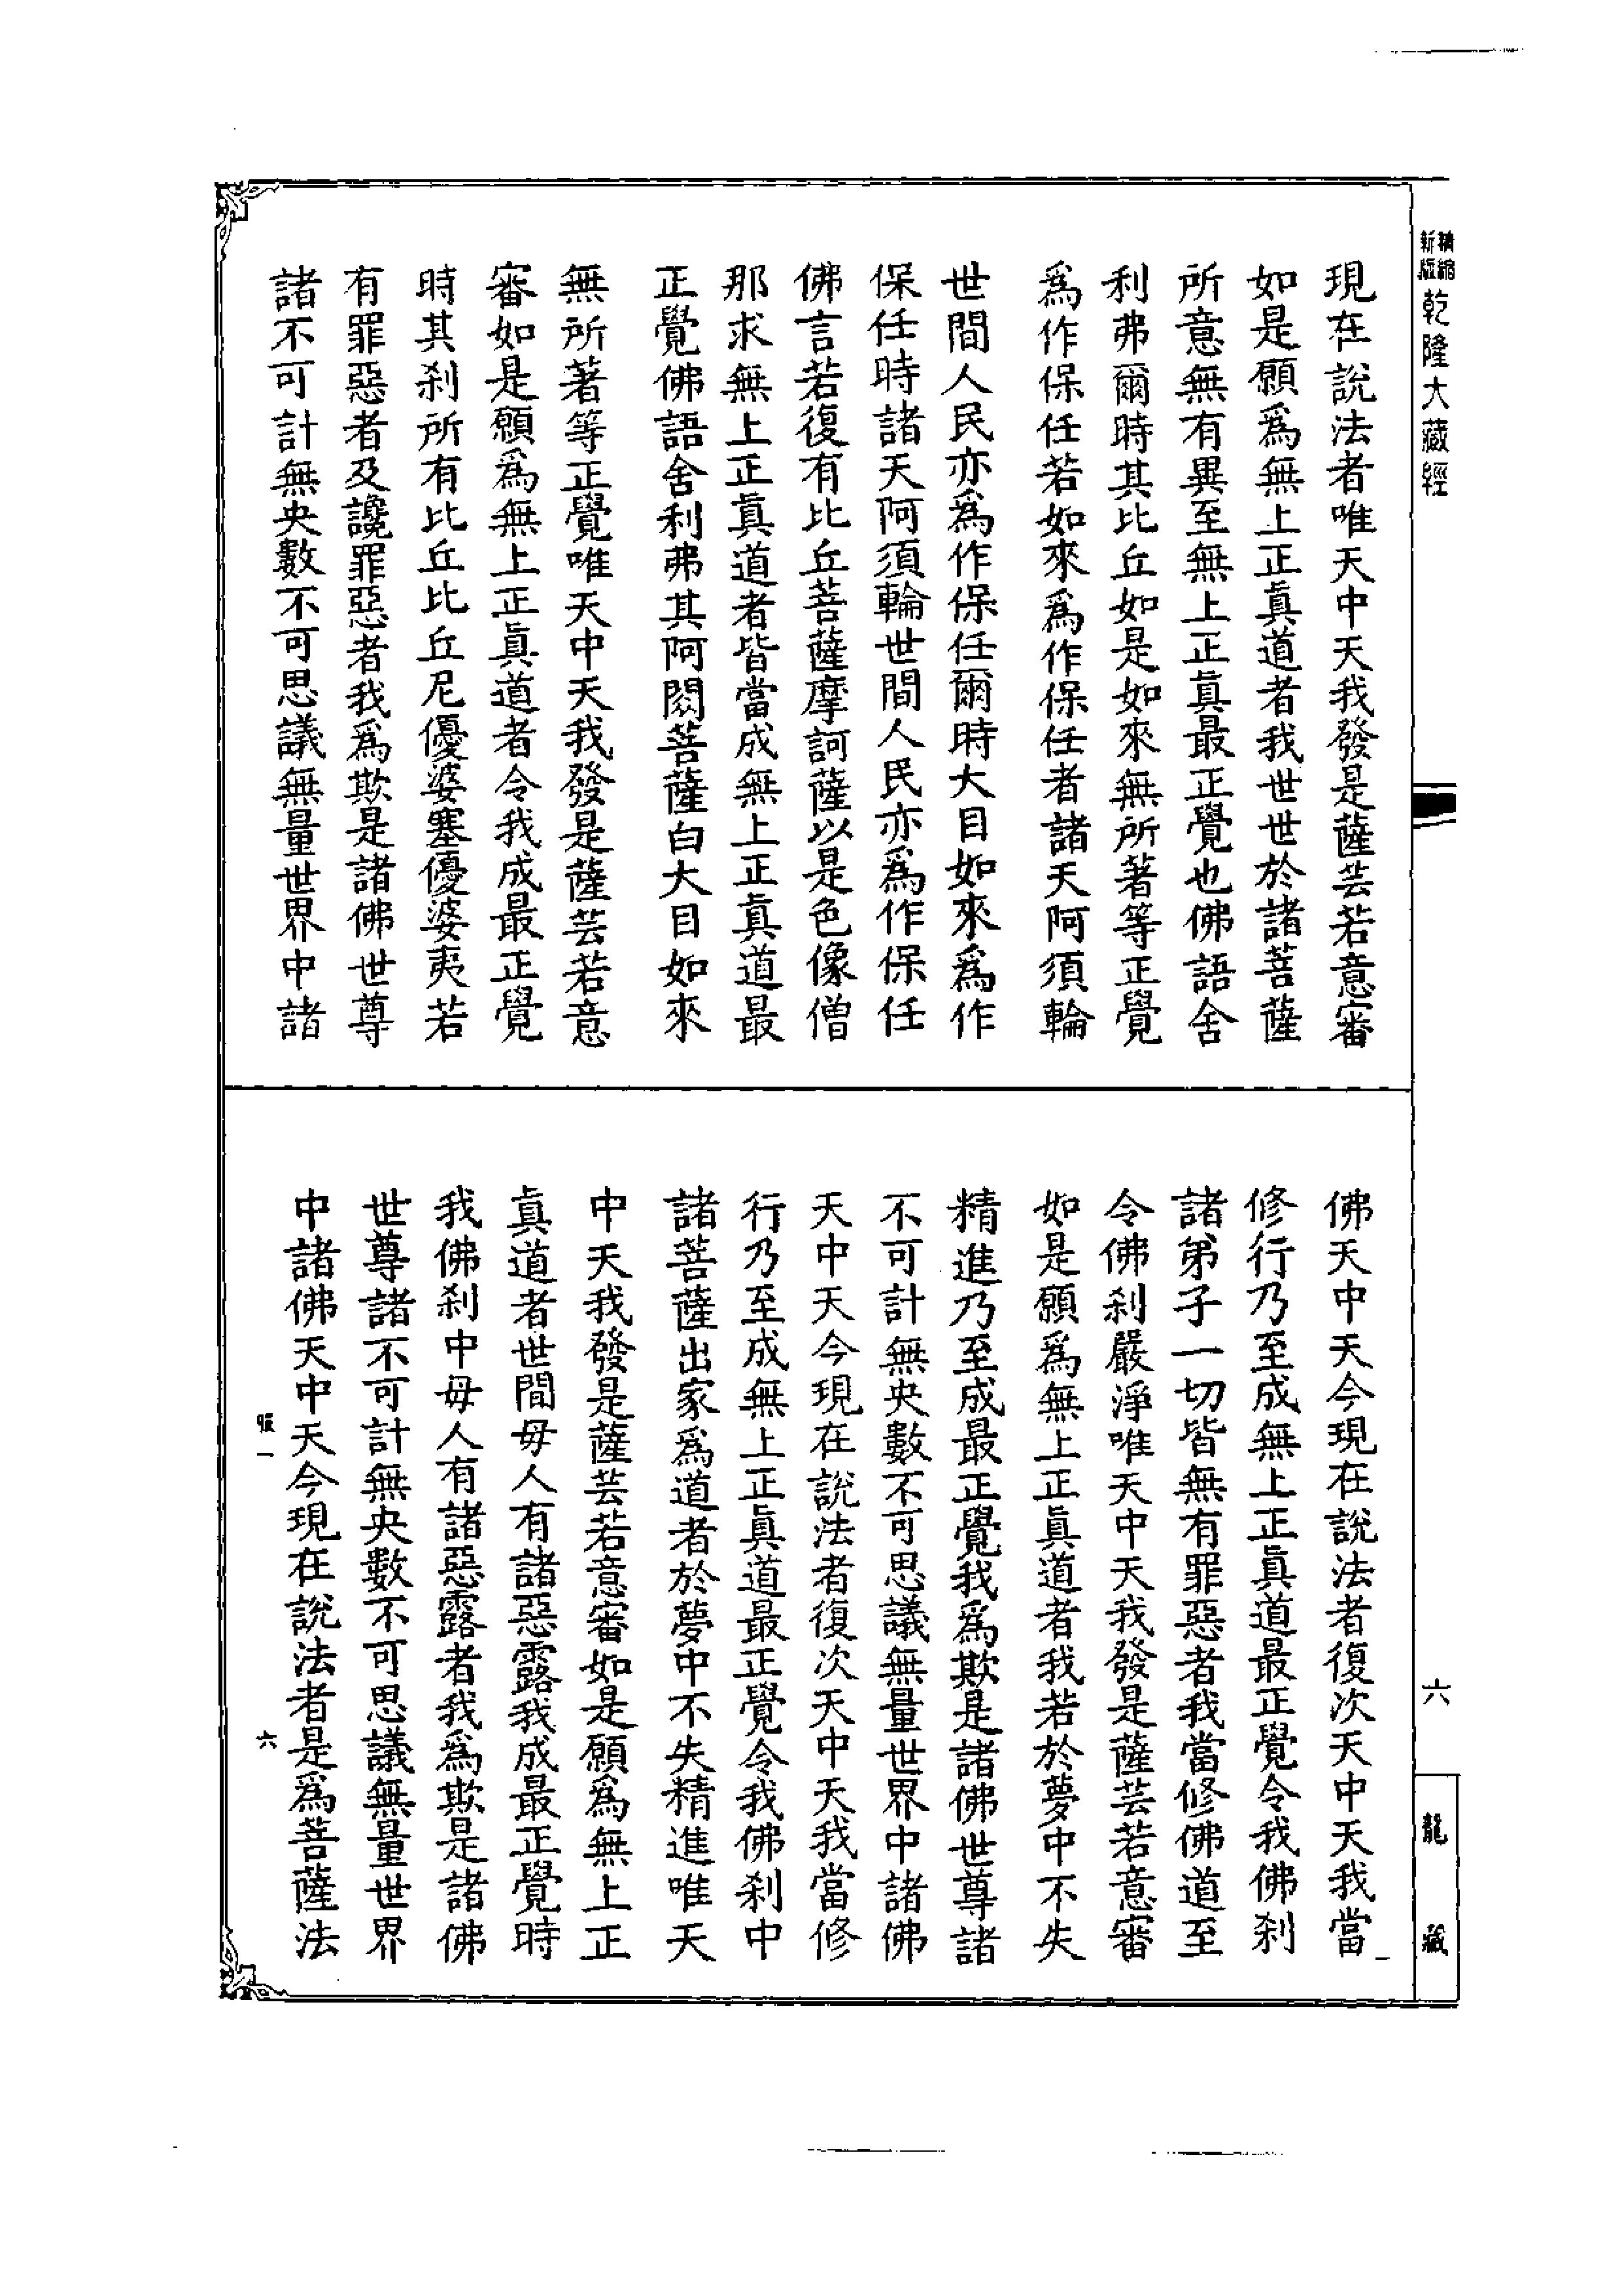 精縮
新版
乾隆大藏經
現在說法者唯天中天我發是薩芸若意審
如是願爲無上正眞道者我世世於諸菩薩
所意無有異至無上正眞最正覺也佛語舍
利弗爾時其比丘如是如來無所著等正覺
爲作保任若如來爲作保任者諸天阿須輪
世間人民亦爲作保任爾時大目如來爲作
保任時諸天阿須輪世間人民亦爲作保任
佛言若復有比丘菩薩摩訶薩以是色像僧
那求無上正眞道者皆當成無上正眞道最
正覺佛語舍利弗其阿閦菩薩白大目如來
無所著等正覺唯天中天我發是薩芸若意
審如是願爲無上正眞道者令我成最正覺
時其刹所有比丘比丘尼優婆塞優婆夷若
有罪惡者及讒罪惡者我爲欺是諸佛世尊
諸不可計無央數不可思議無量世界中諸
佛天中天今現在說法者復次天中天我當
修行乃至成無上正眞道最正覺令我佛刹
諸弟子一切皆無有罪惡者我當修佛道至
令佛刹嚴淨唯天中天我發是薩芸若意審
如是願爲無上正眞道者我若於夢中不失
精進乃至成最正覺我爲欺是諸佛世尊諸
不可計無央數不可思議無量世界中諸佛
天中天今現在說法者復次天中天我當修
行乃至成無上正眞道最正覺令我佛刹中
諸菩薩出家爲道者於夢中不失精進唯天
中天我發是薩芸若意審如是願爲無上正
眞道者世間母人有諸惡露我成最正覺時
我佛刹中母人有諸惡露者我爲欺是諸佛
世尊諸不可計無央數不可思議無量世界
中諸佛天中天今現在說法者是爲菩薩法
六
六
龍藏